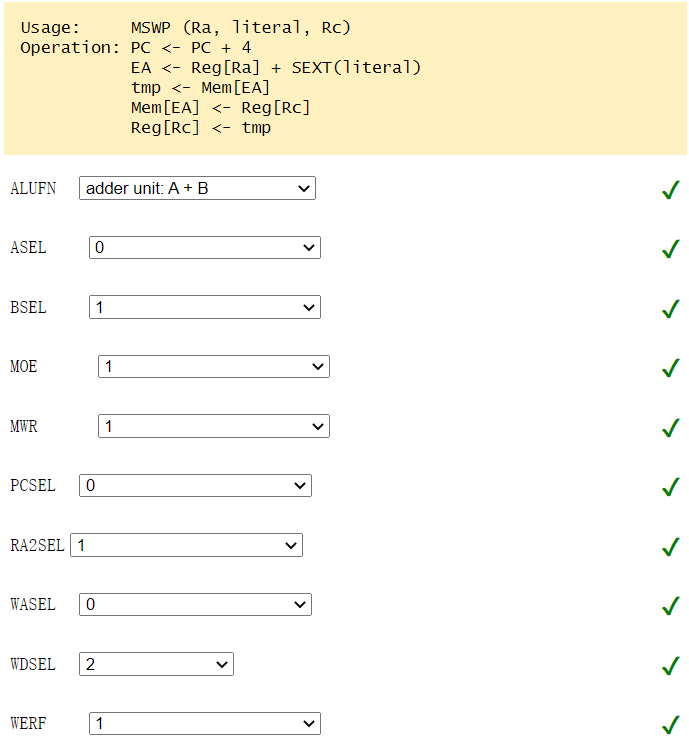 Usage: MSWP (Ra, literal, Rc)
Operation: PC <- PC + 4
EA <- Reg[Ra] + SEXT(literal)
tmp <- Mem[EA]
Mem[EA] <- Reg[Rc]
Reg[Rc] <- tmp
ALUFN adder unit: A + B
ASEL 0
BSEL 1
MOE 1
MWR 1
PCSEL 0
RA2SEL 1
WASEL 0
WDSEL 2
WERF 1